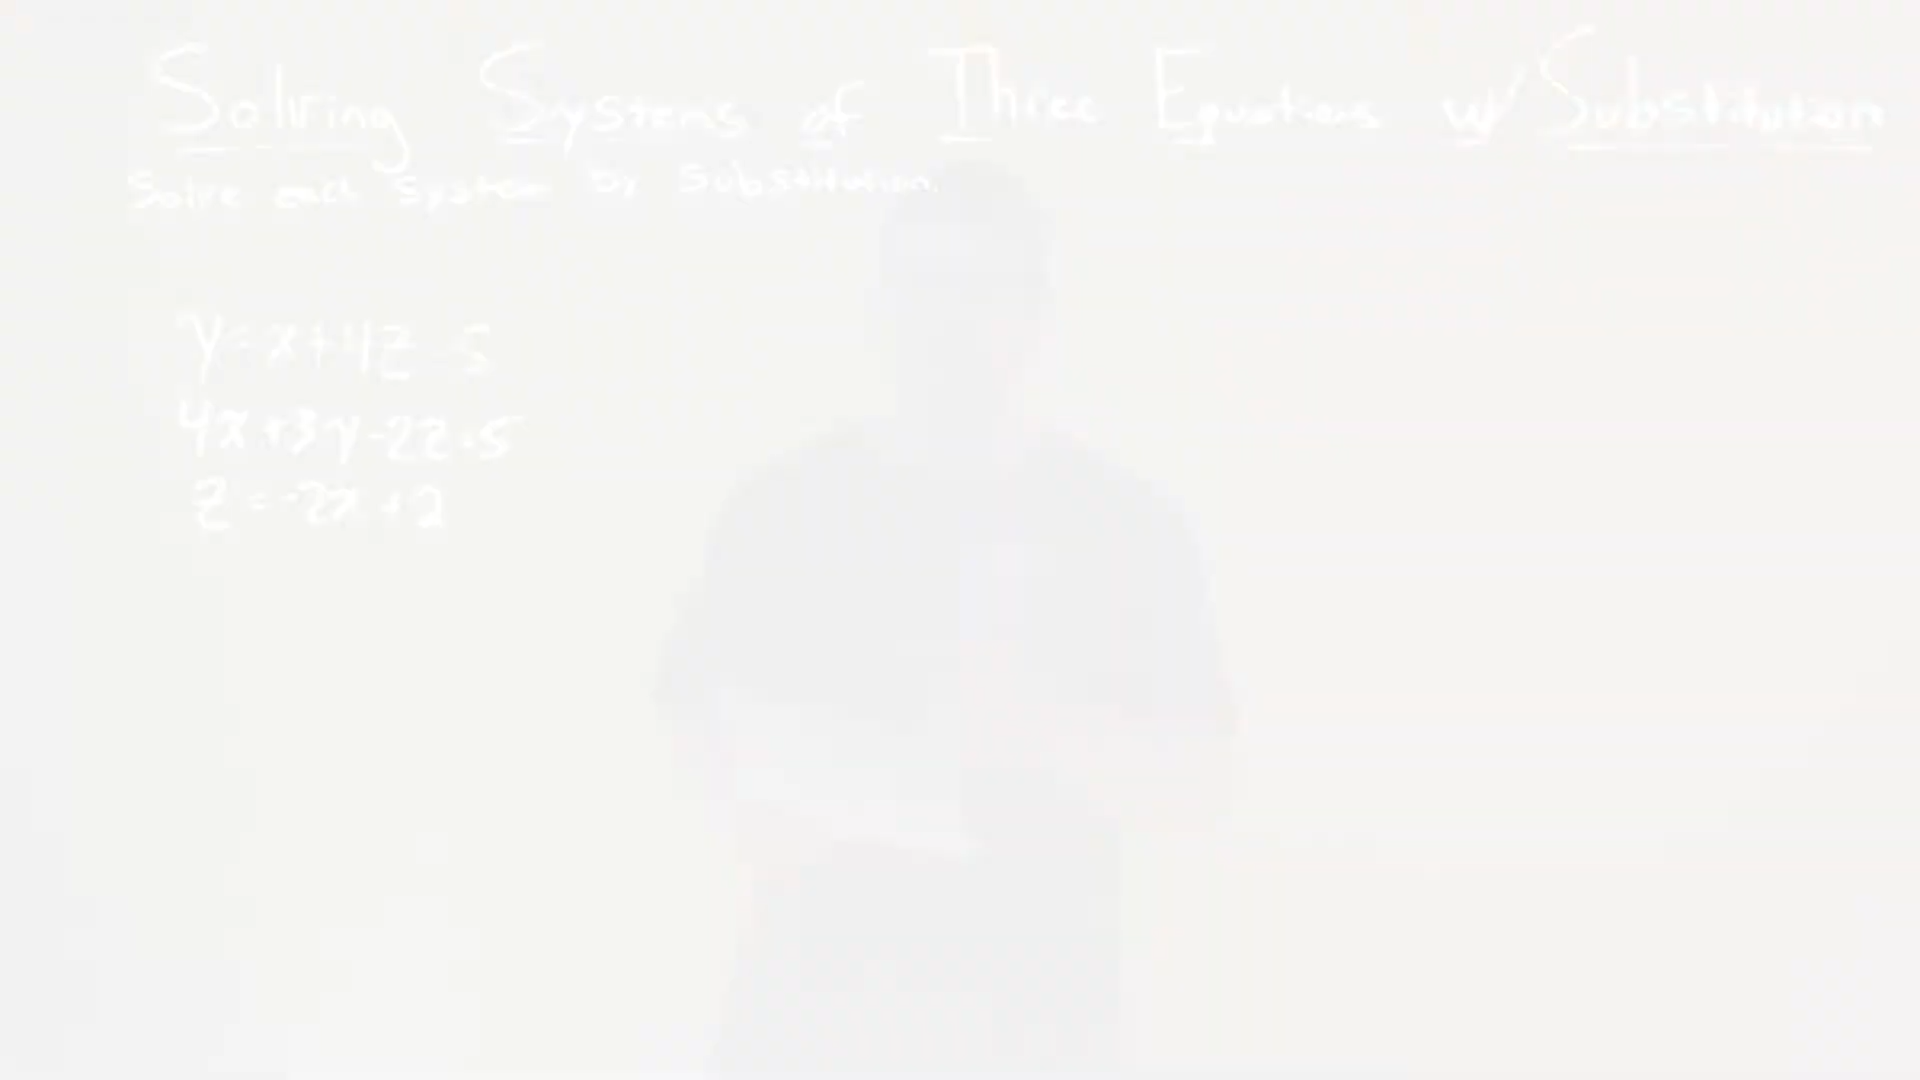 Solving Systems of Three Equations w/ Substitution
Solve each system by substitution.
y = x + 4z - 5
4x + 3y - 2z = 5
z = -2x + 2